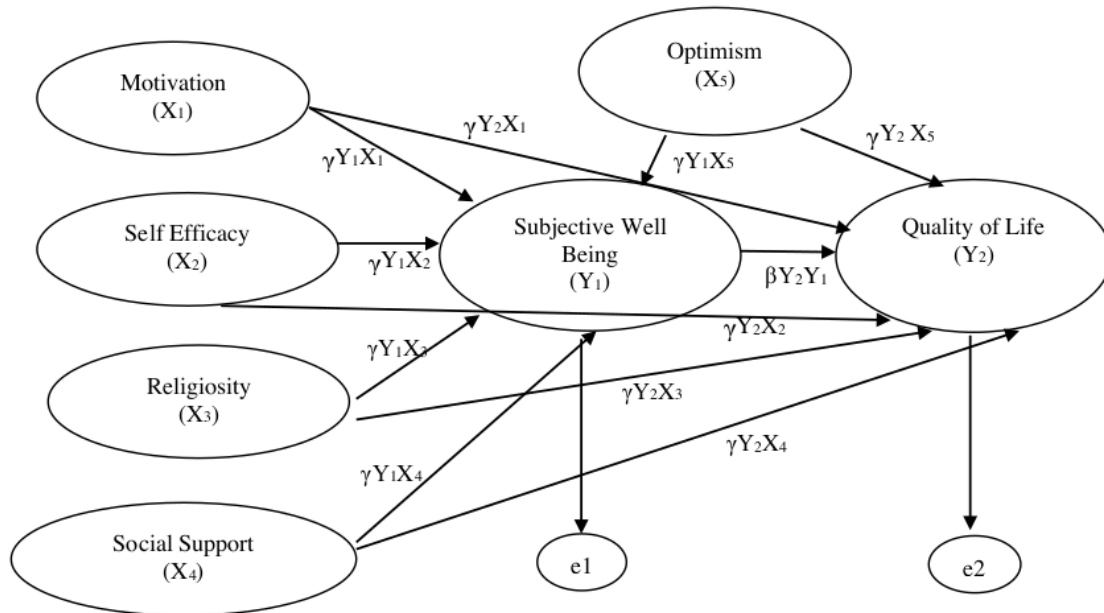 Motivation
(X₁)
Optimism
(X₅)
γY₂X₁
γY₂ X₅
γY₁X₁
γY₁X₅
Self Efficacy
(X₂)
γY₁X₂
Subjective Well
Being
(Y₁)
Quality of Life
(Y₂)
βY₂Y₁
γY₂X₂
γY₁X₃
Religiosity
(X₃)
γY₂X₃
γY₂X₄
γY₁X₄
Social Support
(X₄)
e1
e2